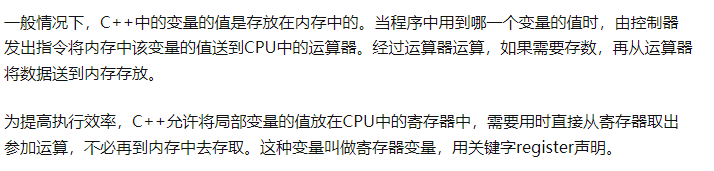 一般情况下，C++中的变量的值是存放在内存中的。当程序中用到哪一个变量的值时，由控制器
发出指令将内存中该变量的值送到CPU中的运算器。经过运算器运算，如果需要存数，再从运算器
将数据送到内存存放。
为提高执行效率，C++允许将局部变量的值放在CPU中的寄存器中，需要用时直接从寄存器取出
参加运算，不必再到内存中去存取。这种变量叫做寄存器变量，用关键字register声明。